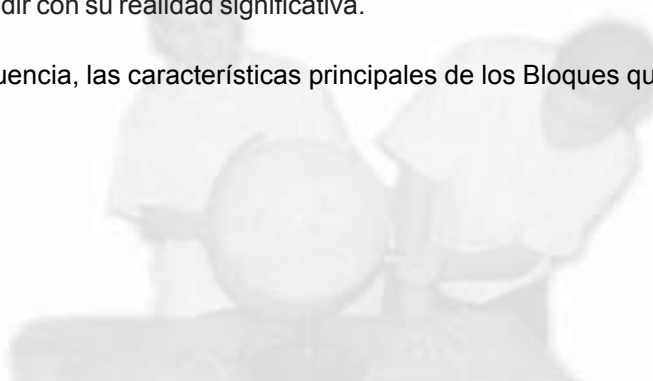 dir con su realidad significativa.
uencia, las características principales de los Bloques qu